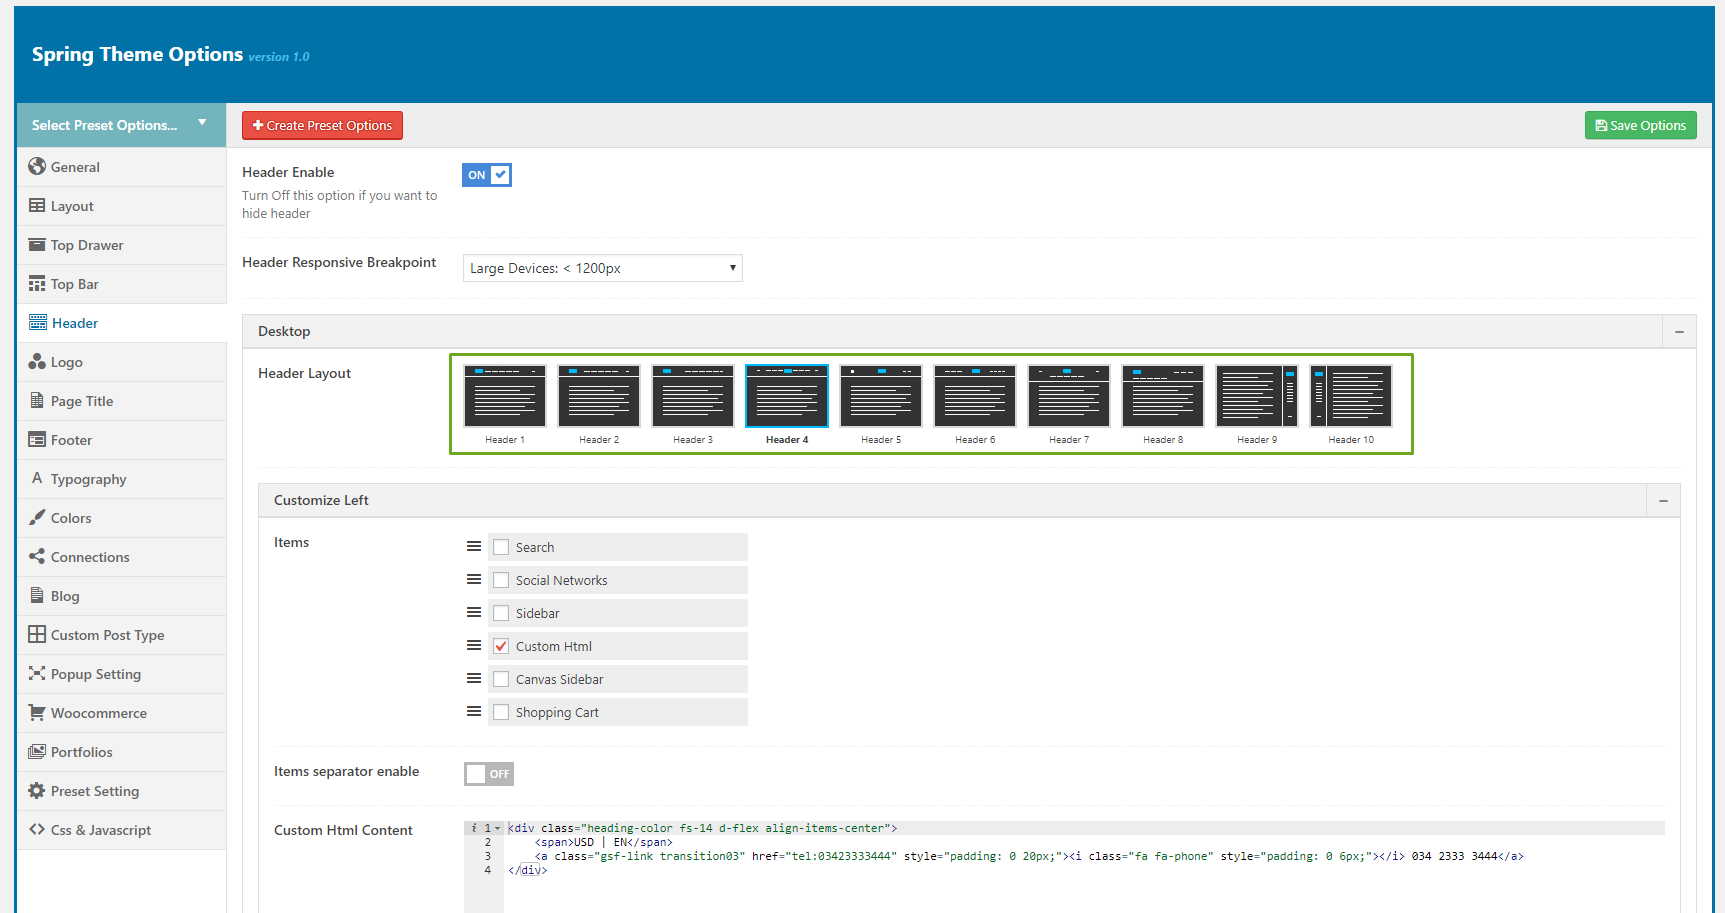 Spring Theme Options version 1.0
Select Preset Options...
Create Preset Options
Save Options
General
Layout
Top Drawer
Top Bar
Header
Logo
Page Title
Footer
Typography
Colors
Connections
Blog
Custom Post Type
Popup Setting
Woocommerce
Portfolios
Preset Setting
Css & Javascript
Header Enable
ON
Turn Off this option if you want to
hide header
Header Responsive Breakpoint
Large Devices: < 1200px
Desktop
Header Layout
Header 1 Header 2 Header 3 Header 4 Header 5 Header 6 Header 7 Header 8 Header 9 Header 10
Customize Left
Items
Search
Social Networks
Sidebar
Custom Html
Canvas Sidebar
Shopping Cart
Items separator enable
OFF
Custom Html Content
i 1 <div class="heading-color fs-14 d-flex align-items-center">
2 <span>USD | EN</span>
3 <a class="gsf-link transition03" href="tel:03423333444" style="padding: 0 20px;"><i class="fa fa-phone" style="padding: 0 6px;"></i> 034 2333 3444</a>
4 </div>